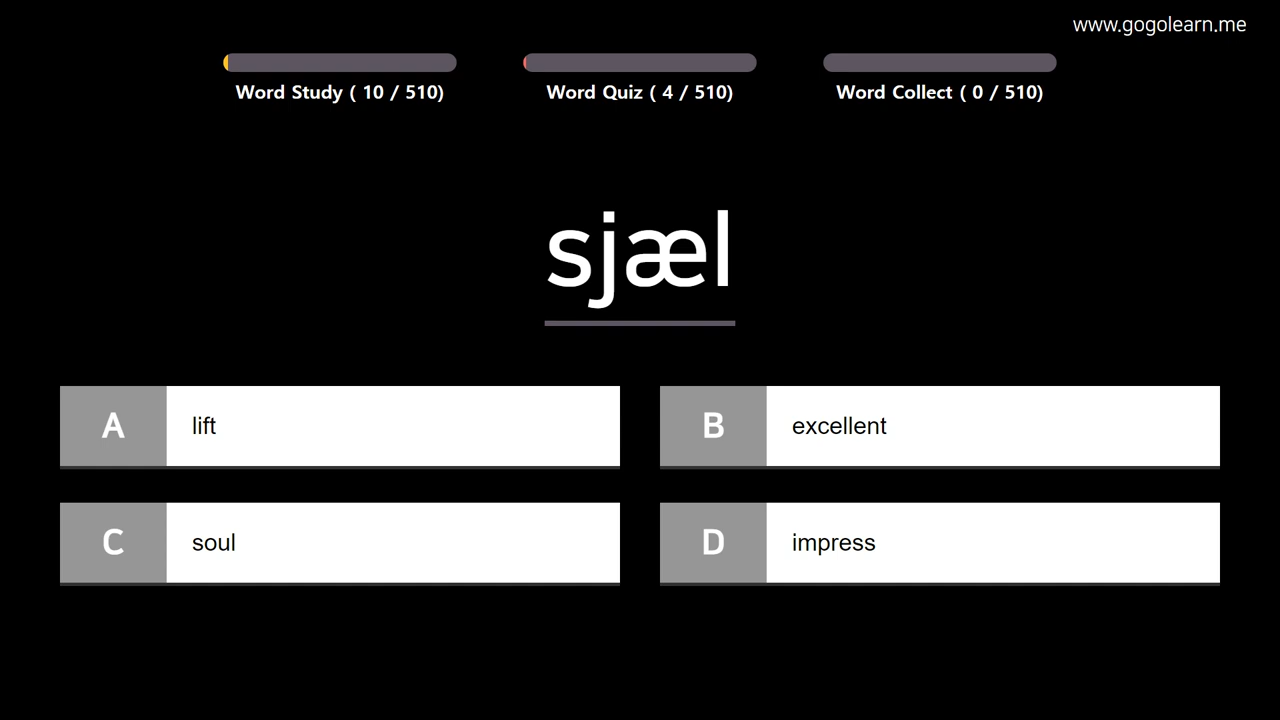 www.gogolearn.me
Word Study ( 10 / 510)
Word Quiz ( 4 / 510)
Word Collect ( 0 / 510)
sjæl
A lift
B excellent
C soul
D impress